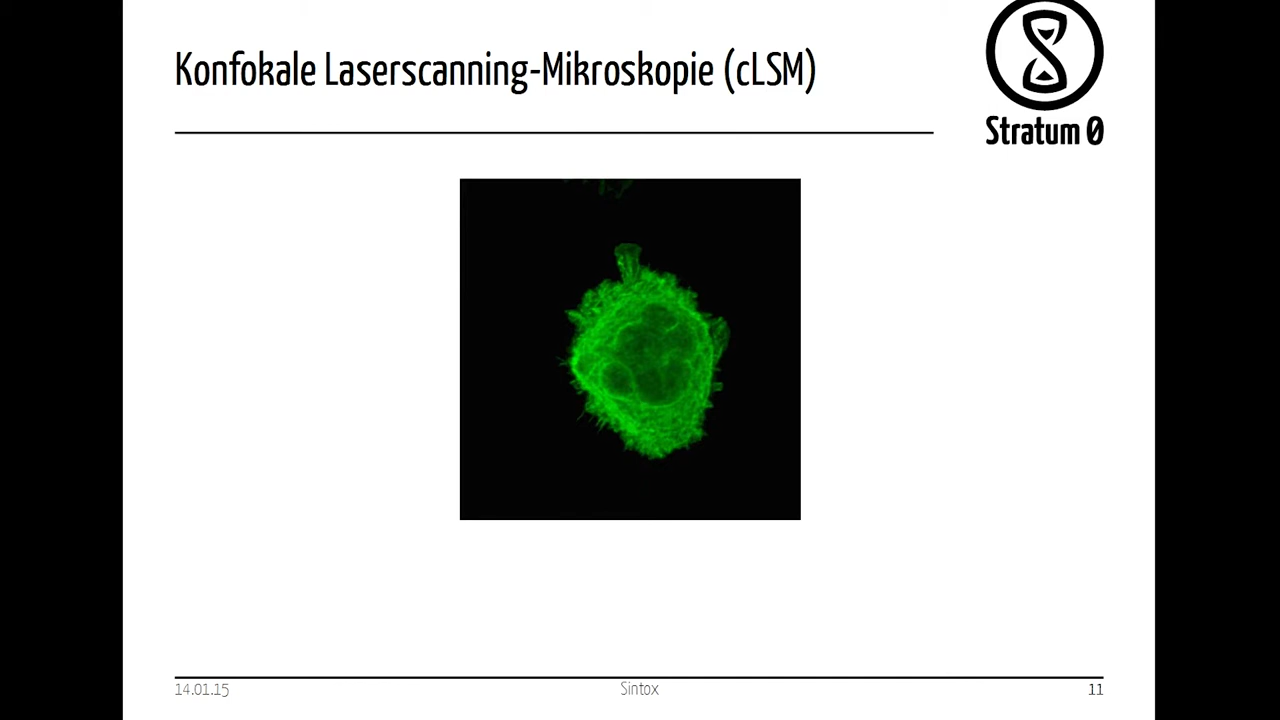 Konfokale Laserscanning-Mikroskopie (cLSM)
Stratum 0
14.01.15
Sintox
11